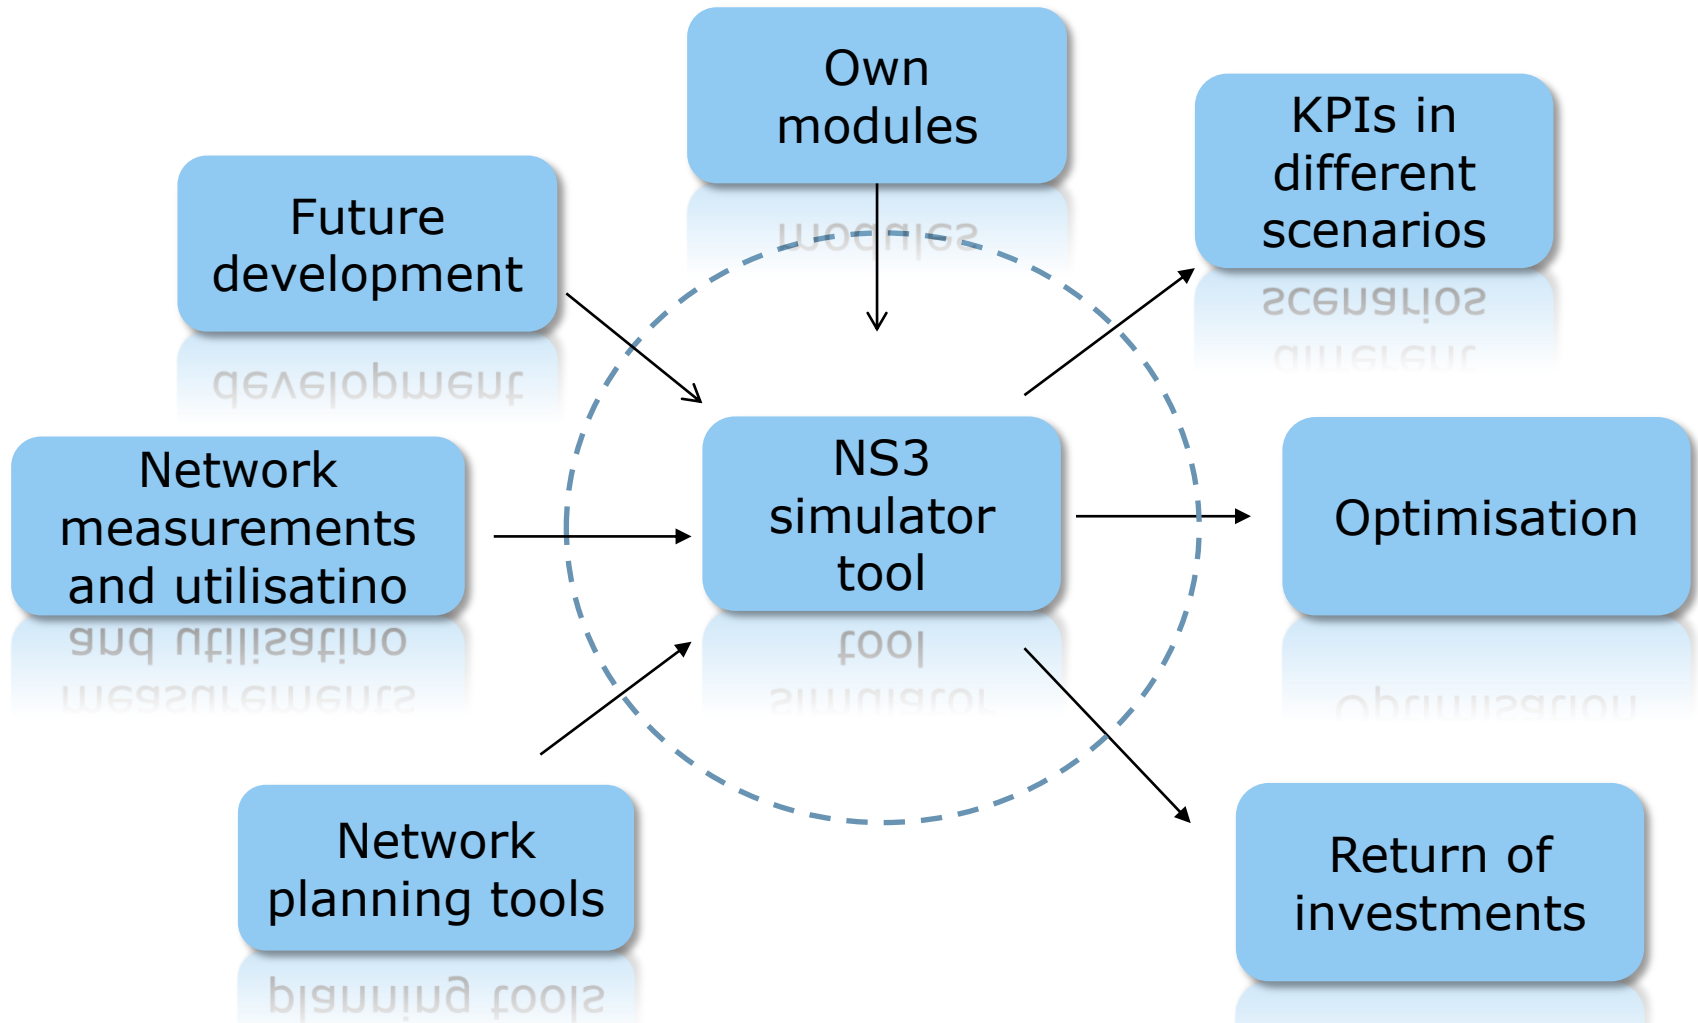 Own
modules
KPIs in
different
scenarios
Future
development
Network
measurements
and utilisatino
NS3
simulator
tool
Optimisation
Network
planning tools
Return of
investments